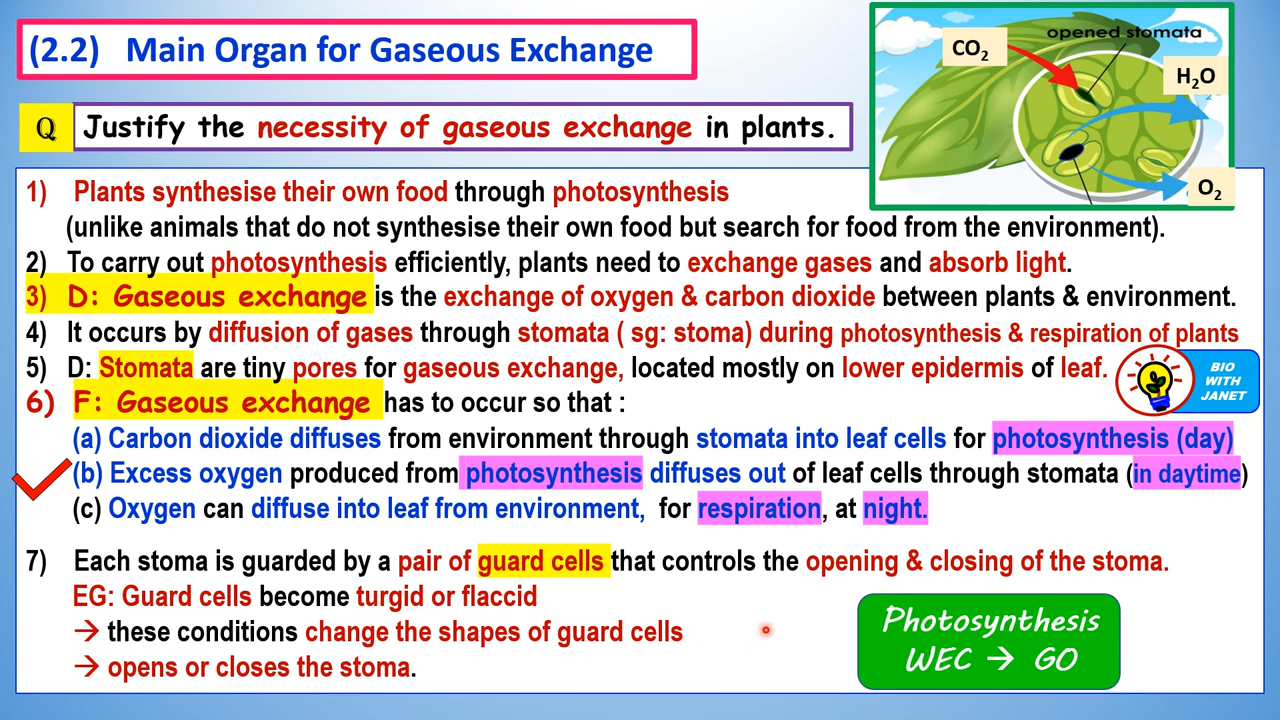 (2.2) Main Organ for Gaseous Exchange
opened stomata
CO2
H2O
O2
Q Justify the necessity of gaseous exchange in plants.
1) Plants synthesise their own food through photosynthesis
(unlike animals that do not synthesise their own food but search for food from the environment).
2) To carry out photosynthesis efficiently, plants need to exchange gases and absorb light.
3) D: Gaseous exchange is the exchange of oxygen & carbon dioxide between plants & environment.
4) It occurs by diffusion of gases through stomata ( sg: stoma) during photosynthesis & respiration of plants
5) D: Stomata are tiny pores for gaseous exchange, located mostly on lower epidermis of leaf.
BIO
WITH
JANET
6) F: Gaseous exchange has to occur so that :
(a) Carbon dioxide diffuses from environment through stomata into leaf cells for photosynthesis (day)
(b) Excess oxygen produced from photosynthesis diffuses out of leaf cells through stomata (in daytime)
(c) Oxygen can diffuse into leaf from environment, for respiration, at night.
7) Each stoma is guarded by a pair of guard cells that controls the opening & closing of the stoma.
EG: Guard cells become turgid or flaccid
→ these conditions change the shapes of guard cells
→ opens or closes the stoma.
Photosynthesis
WEC → GO